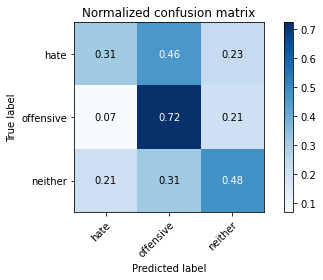 Normalized confusion matrix
hate 0.31 0.46 0.23
offensive 0.07 0.72 0.21
neither 0.21 0.31 0.48
hate offensive neither
True label
Predicted label
0.7
0.6
0.5
0.4
0.3
0.2
0.1